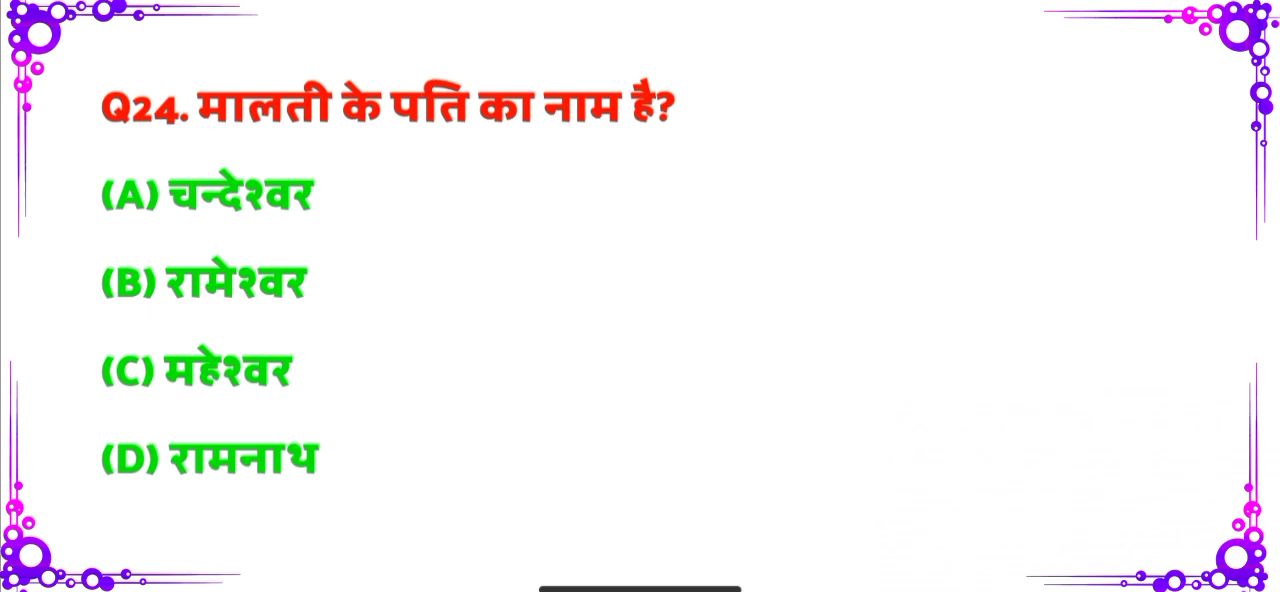 Q24. मालती के पति का नाम है?
(A) चन्देश्वर
(B) रामेश्वर
(C) महेश्वर
(D) रामनाथ